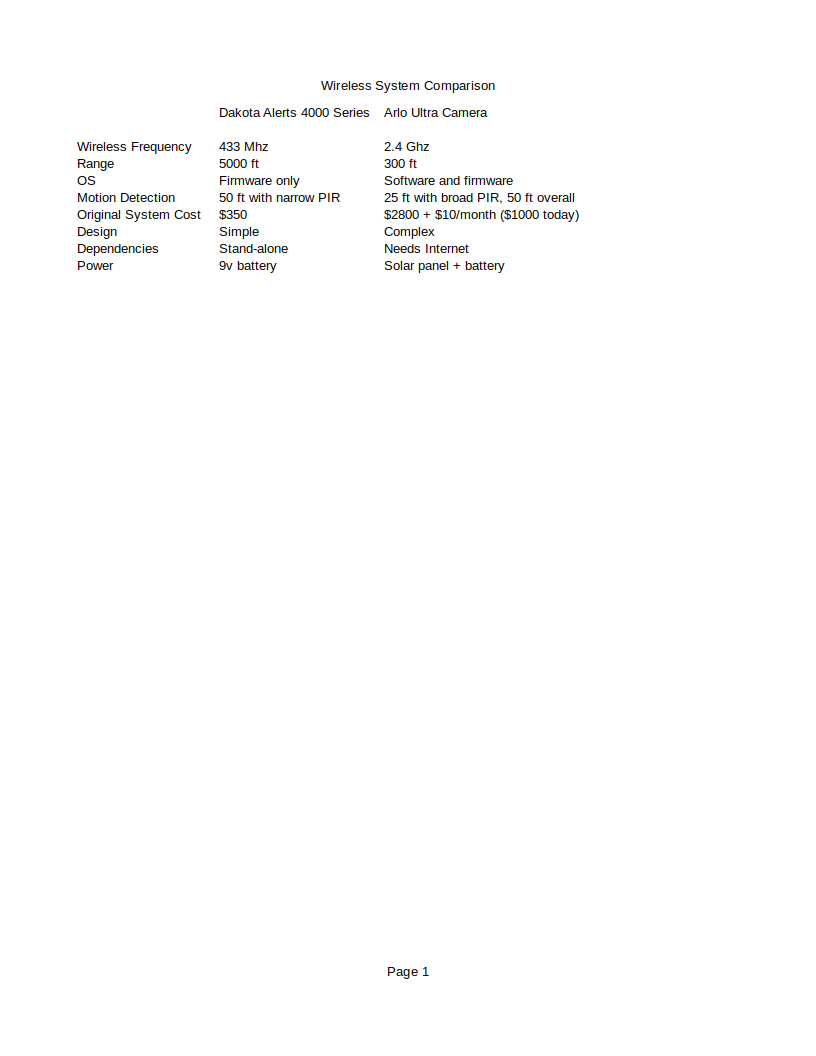 Wireless System Comparison
Dakota Alerts 4000 Series Arlo Ultra Camera
Wireless Frequency 433 Mhz 2.4 Ghz
Range 5000 ft 300 ft
OS Firmware only Software and firmware
Motion Detection 50 ft with narrow PIR 25 ft with broad PIR, 50 ft overall
Original System Cost $350 $2800 + $10/month ($1000 today)
Design Simple Complex
Dependencies Stand-alone Needs Internet
Power 9v battery Solar panel + battery
Page 1